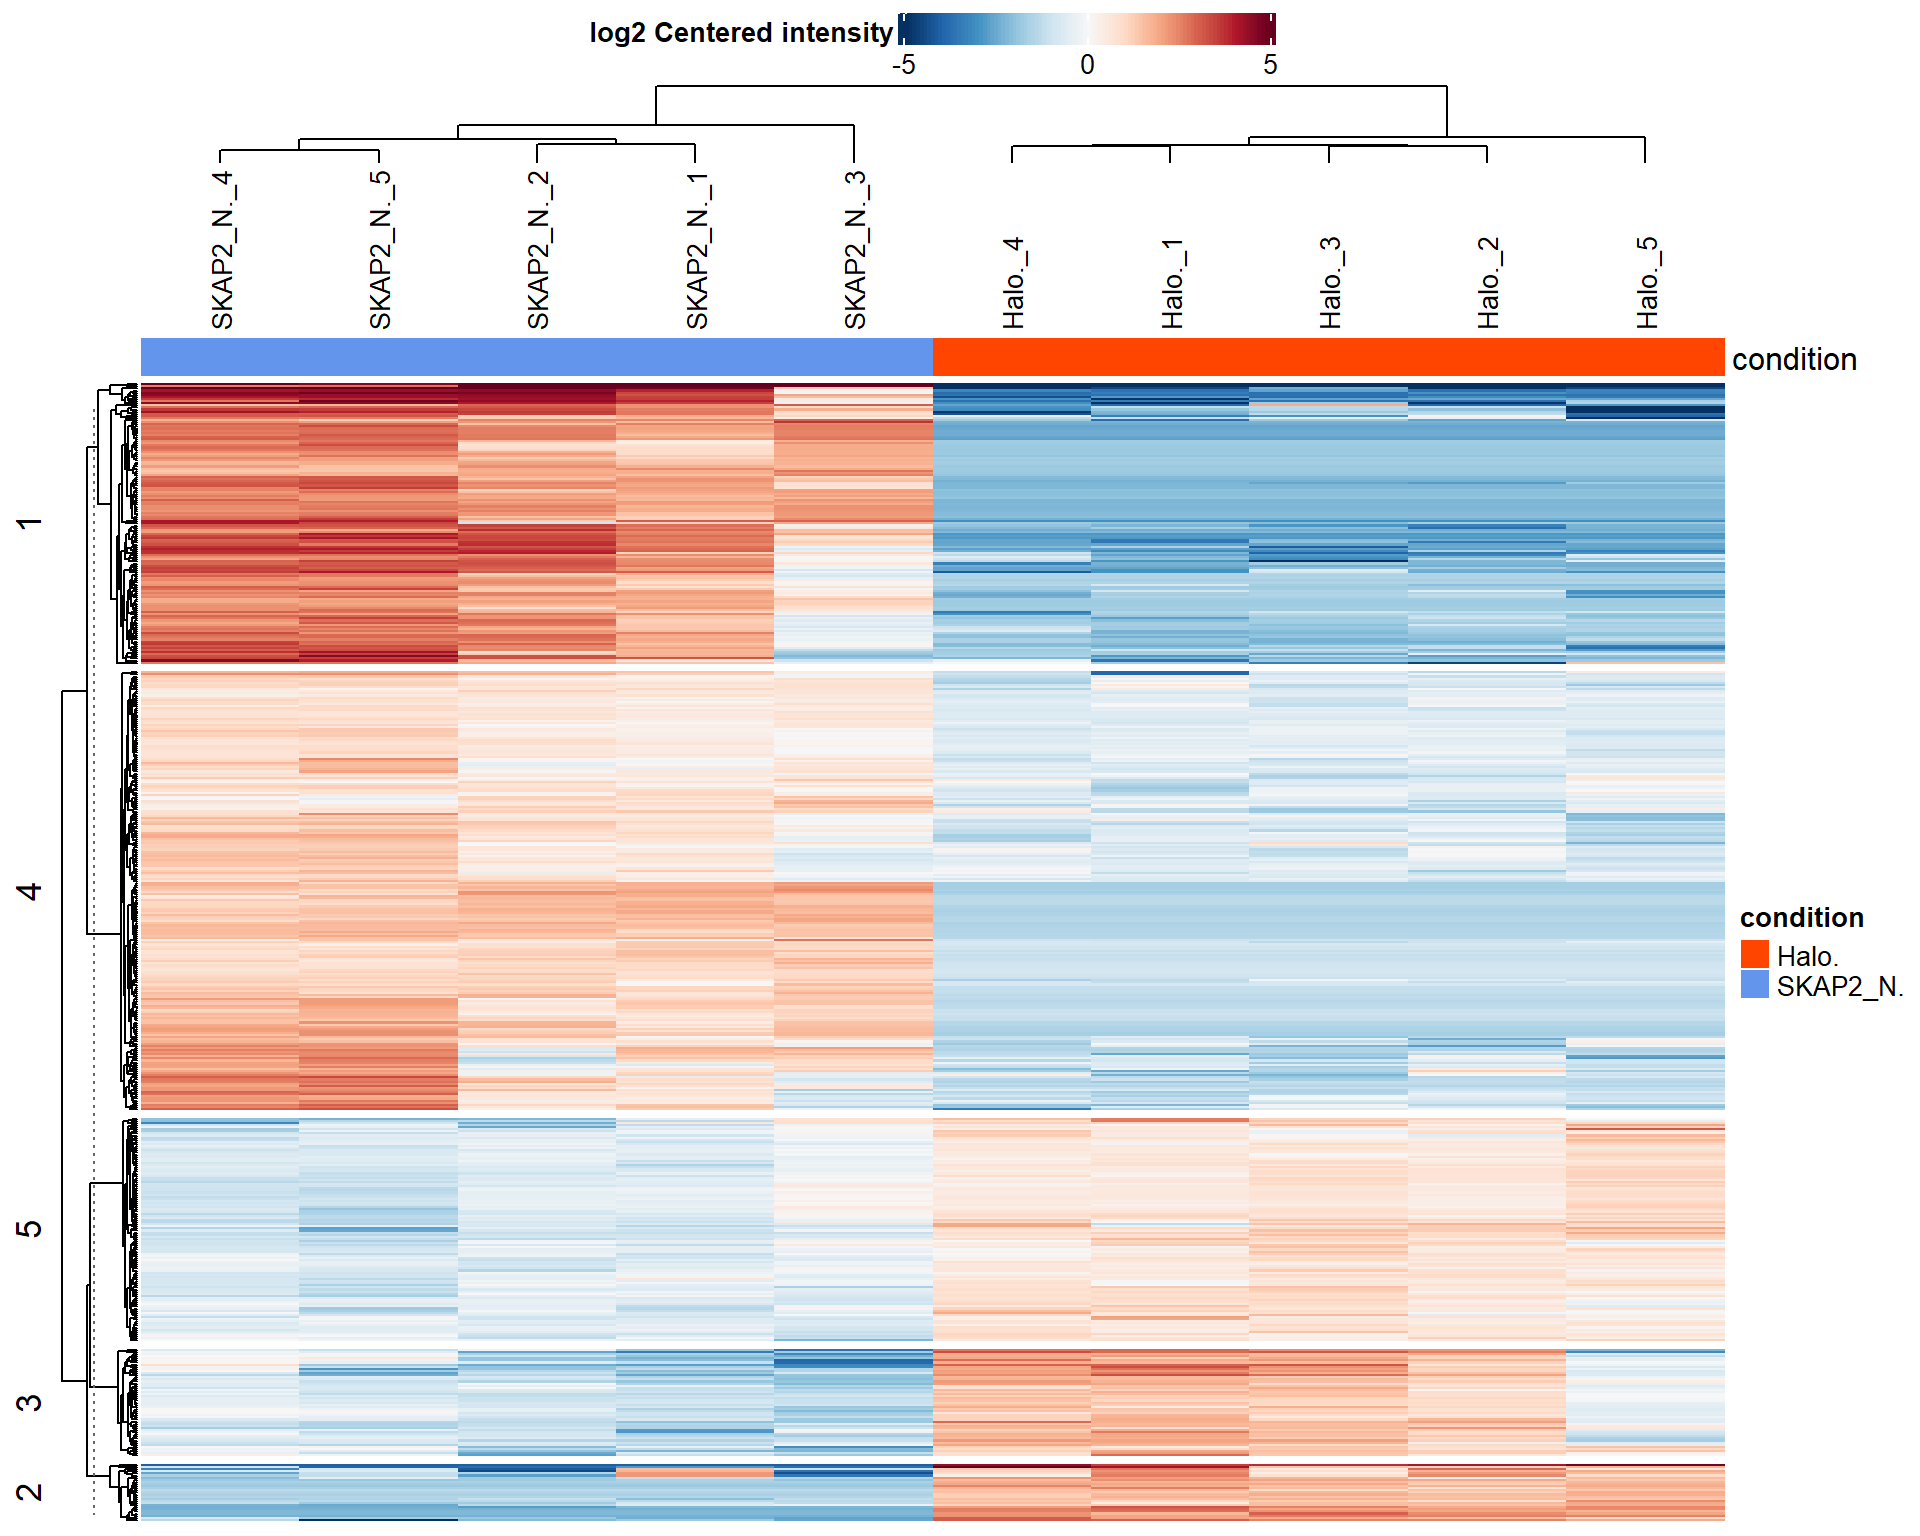 log2 Centered intensity
-5 0 5
SKAP2_N._4
SKAP2_N._5
SKAP2_N._2
SKAP2_N._1
SKAP2_N._3
Halo._4
Halo._1
Halo._3
Halo._2
Halo._5
condition
1
4
5
3
2
condition
Halo.
SKAP2_N.